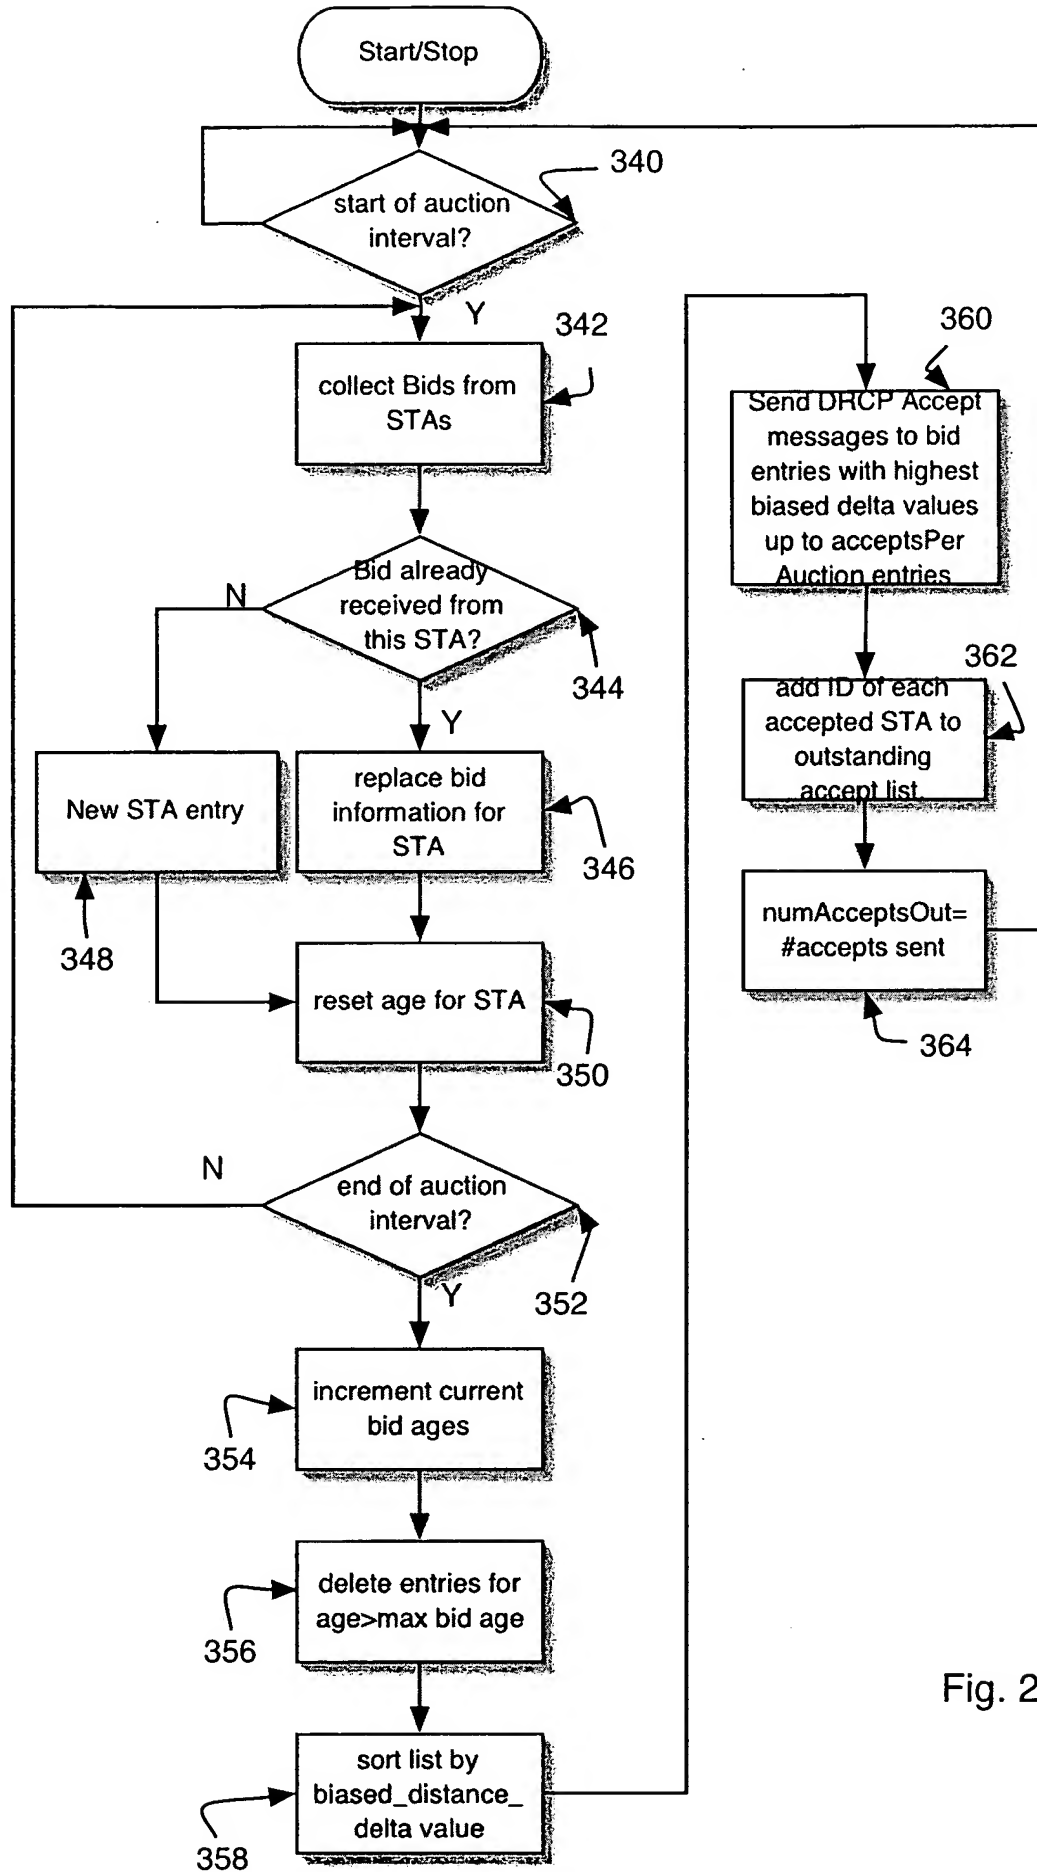 Start/Stop
start of auction
interval?
340
Y
342
collect Bids from
STAs
Bid already
received from
this STA?
N
344
Y
New STA entry
348
replace bid
information for
STA
346
reset age for STA
350
N
end of auction
interval?
352
Y
increment current
bid ages
354
delete entries for
age>max bid age
356
sort list by
biased_distance_
delta value
358
360
Send DRCP Accept
messages to bid
entries with highest
biased delta values
up to acceptsPer
Auction entries
362
add ID of each
accepted STA to
outstanding
accept list.
numAcceptsOut=
#accepts sent
364
Fig. 2